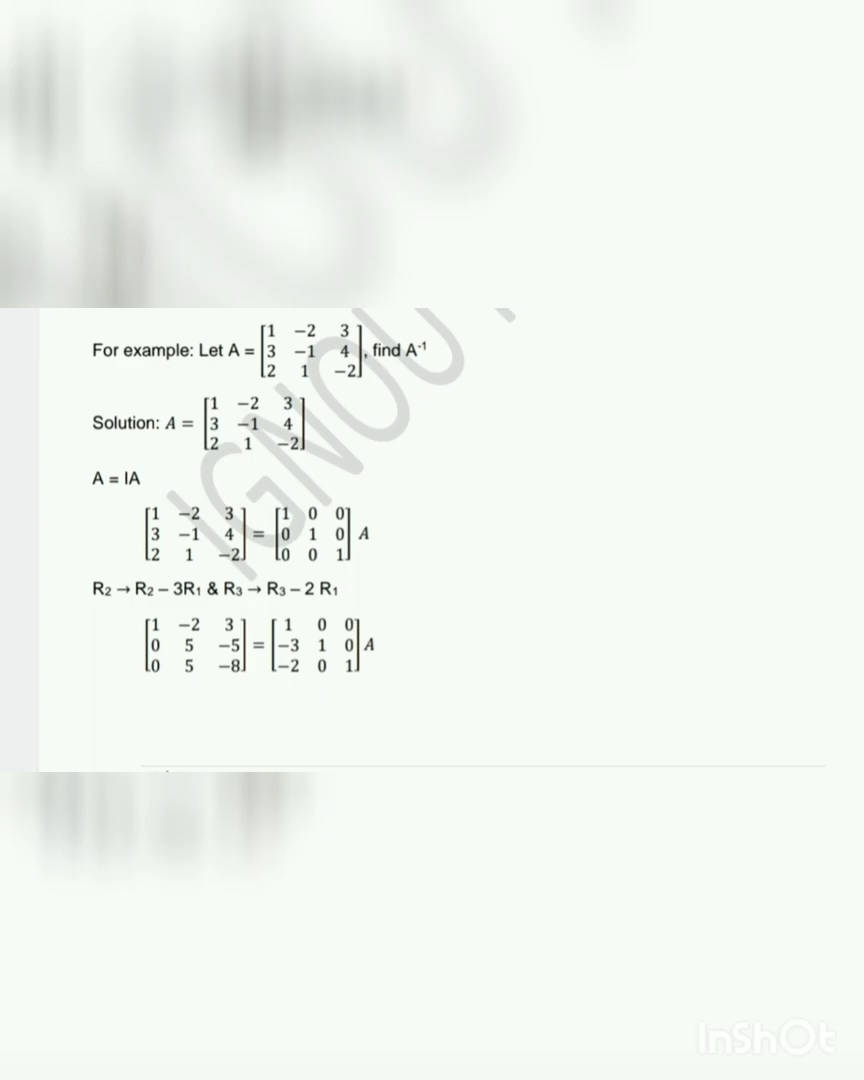 For example: Let A = [1 −2 3; 3 −1 4; 2 1 −2], find A⁻¹
Solution: A = [1 −2 3; 3 −1 4; 2 1 −2]
A = IA
[1 −2 3; 3 −1 4; 2 1 −2] = [1 0 0; 0 1 0; 0 0 1] A
R₂ → R₂ – 3R₁ & R₃ → R₃ – 2 R₁
[1 −2 3; 0 5 −5; 0 5 −8] = [1 0 0; −3 1 0; −2 0 1] A
IGNOU
InShOt